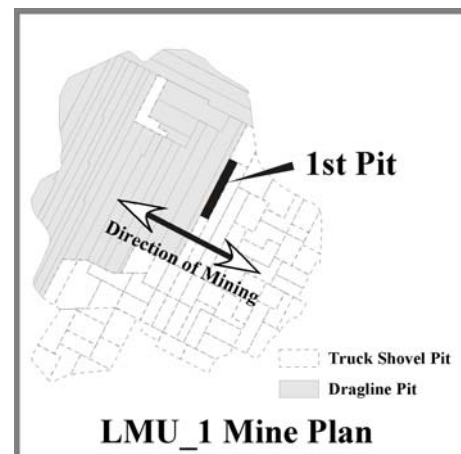 1st Pit
Direction of Mining
Truck Shovel Pit
Dragline Pit
LMU_1 Mine Plan